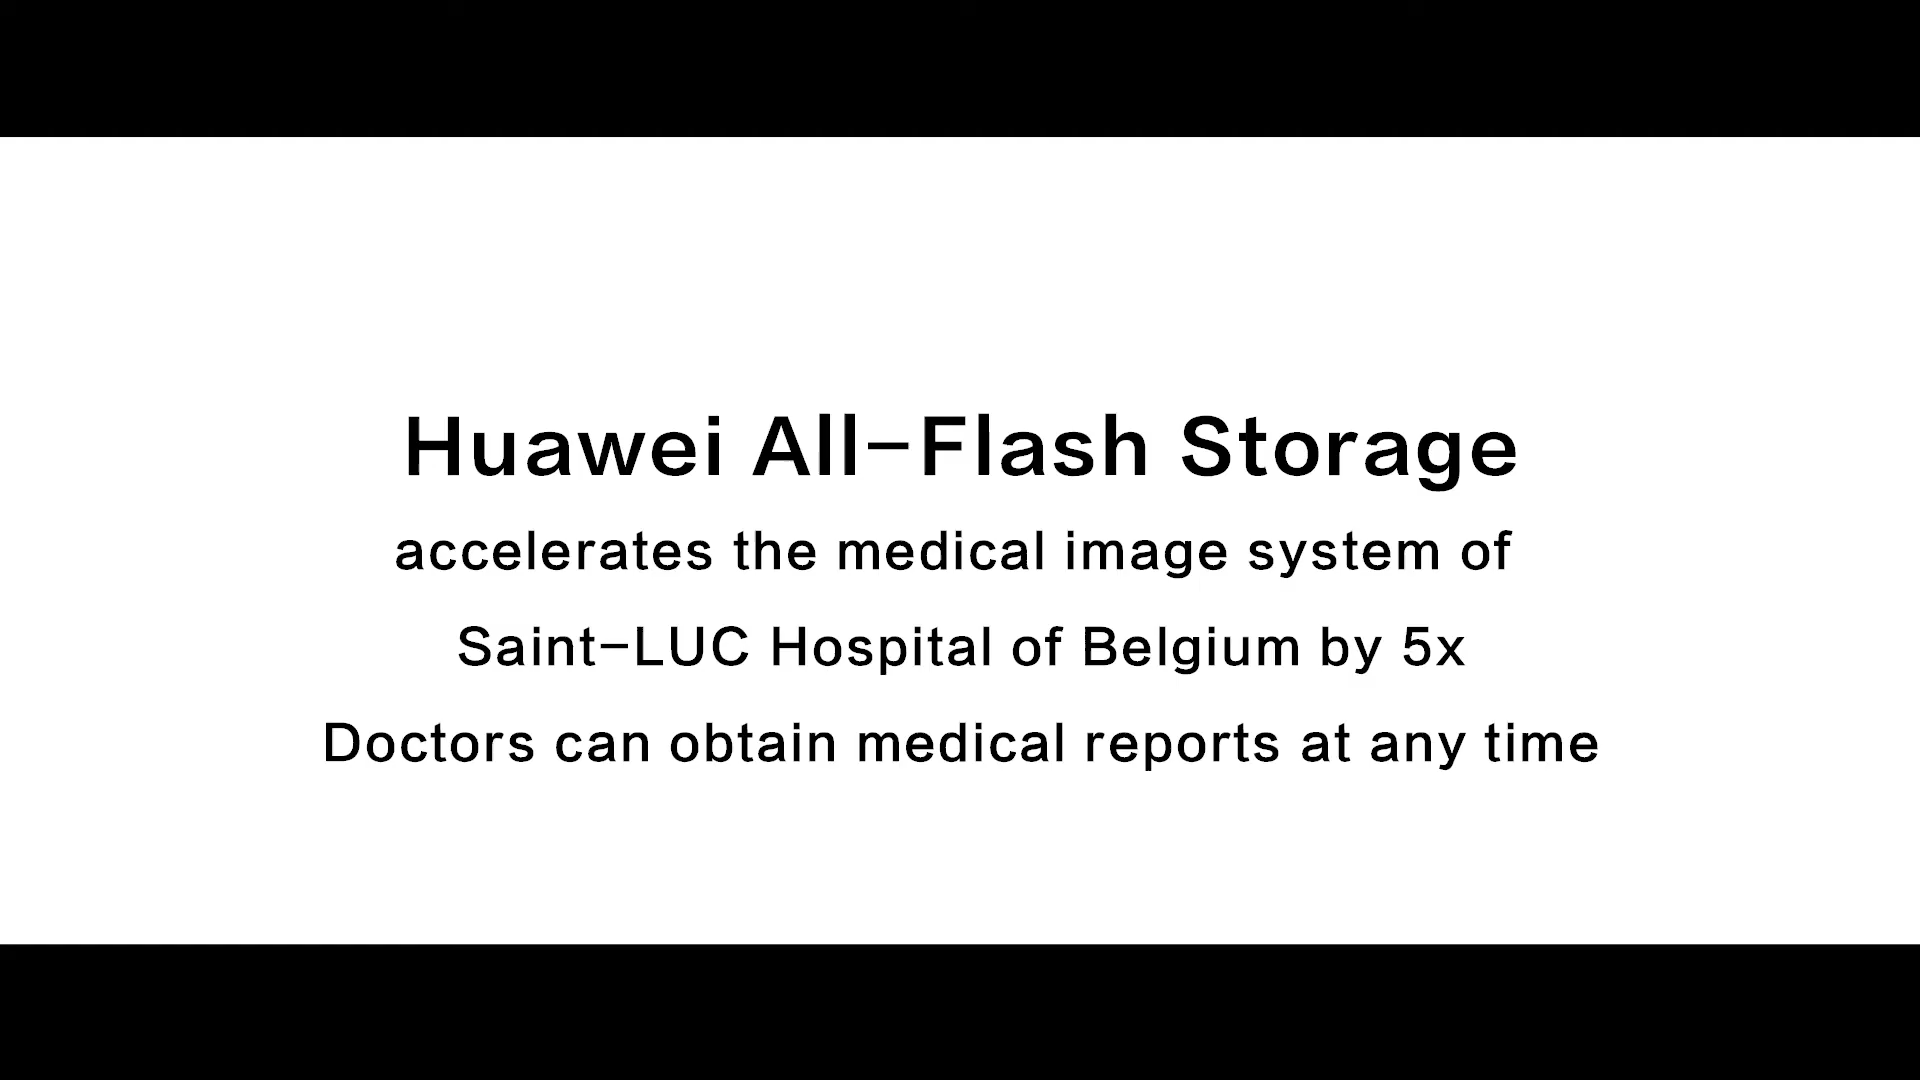 Huawei All-Flash Storage
accelerates the medical image system of
Saint-LUC Hospital of Belgium by 5x
Doctors can obtain medical reports at any time